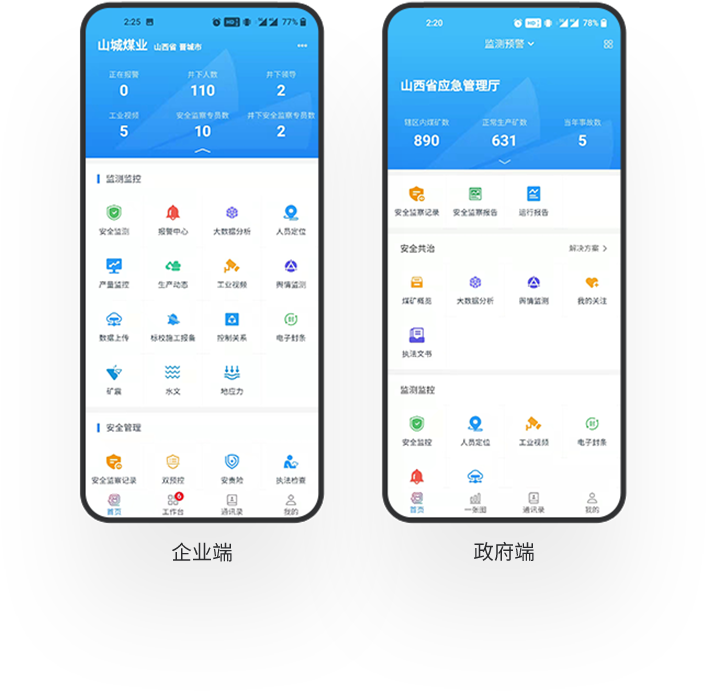 2:25
77%
山城煤业 山西省 晋城市
正在报警 井下人数 井下领导
0 110 2
工业视频 安全监察专员数 井下安全监察专员数
5 10 2
监测监控
安全监测 报警中心 大数据分析 人员定位
产量监控 生产动态 工业视频 舆情监测
数据上传 标校施工报备 控制关系 电子封条
矿震 水文 地应力
安全管理
安全监察记录 双预控 安责险 执法检查
6
首页 工作台 通讯录 我的
企业端
2:20
78%
监测预警
山西省应急管理厅
辖区内煤矿数 正常生产矿数 当年事故数
890 631 5
安全监察记录 安全监察报告 运行报告
安全共治 解决方案
煤矿概览 大数据分析 舆情监测 我的关注
执法文书
监测监控
安全监控 人员定位 工业视频 电子封条
首页 一张图 通讯录 我的
政府端